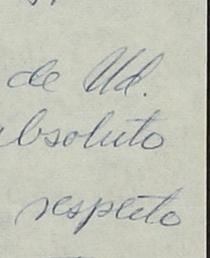 de Ud.
absoluto
respeto